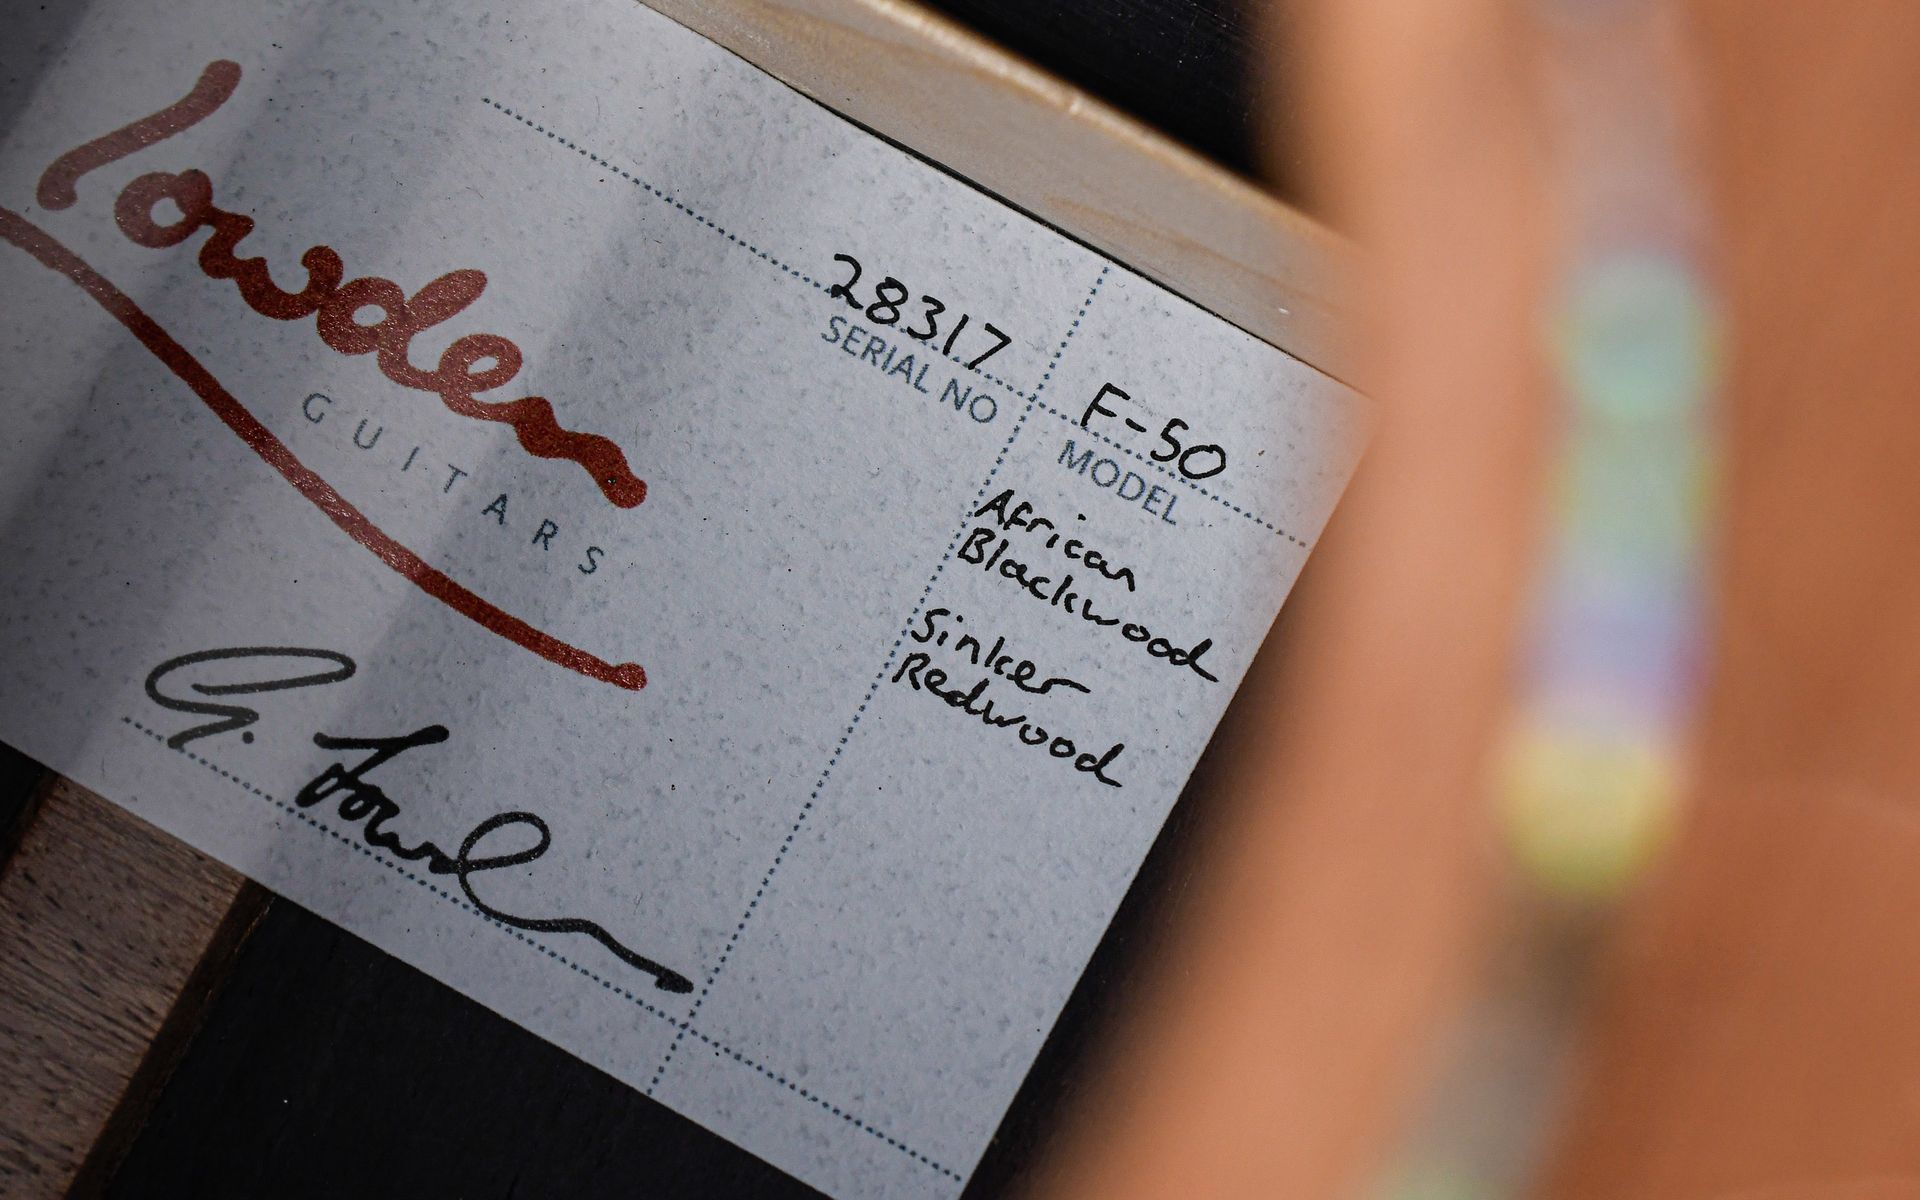 Lowden
GUITARS
28317
SERIAL NO
F-50
MODEL
African
Blackwood
Sinker
Redwood
G. Lowden